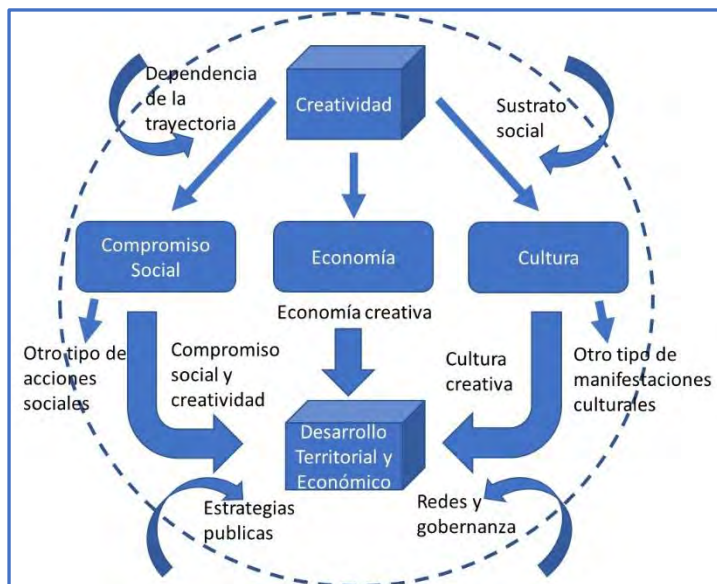 Dependencia
de la
trayectoria
Creatividad
Sustrato
social
Compromiso
Social
Economía
Cultura
Economía creativa
Otro tipo de
acciones
sociales
Compromiso
social y
creatividad
Cultura
creativa
Otro tipo de
manifestaciones
culturales
Desarrollo
Territorial y
Económico
Estrategias
publicas
Redes y
gobernanza